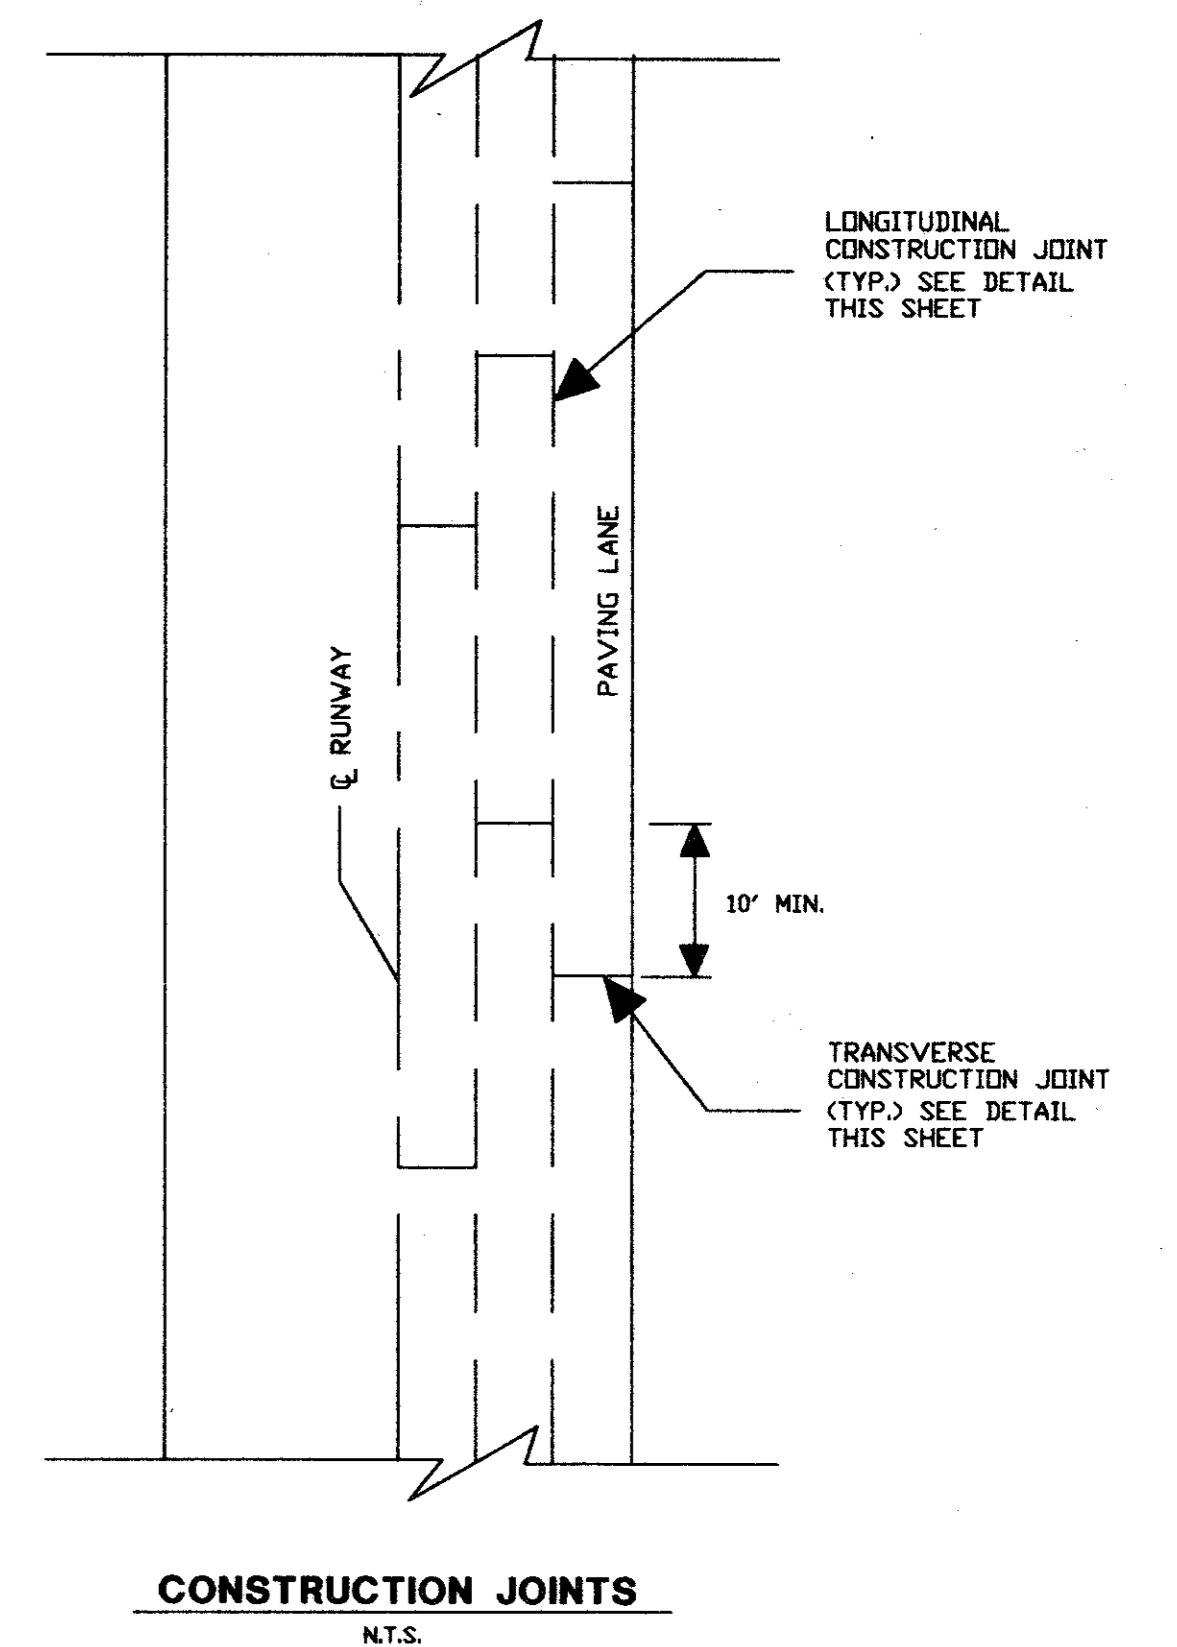 LONGITUDINAL
CONSTRUCTION JOINT
(TYP.) SEE DETAIL
THIS SHEET
PAVING LANE
℄ RUNWAY
10' MIN.
TRANSVERSE
CONSTRUCTION JOINT
(TYP.) SEE DETAIL
THIS SHEET
CONSTRUCTION JOINTS
N.T.S.